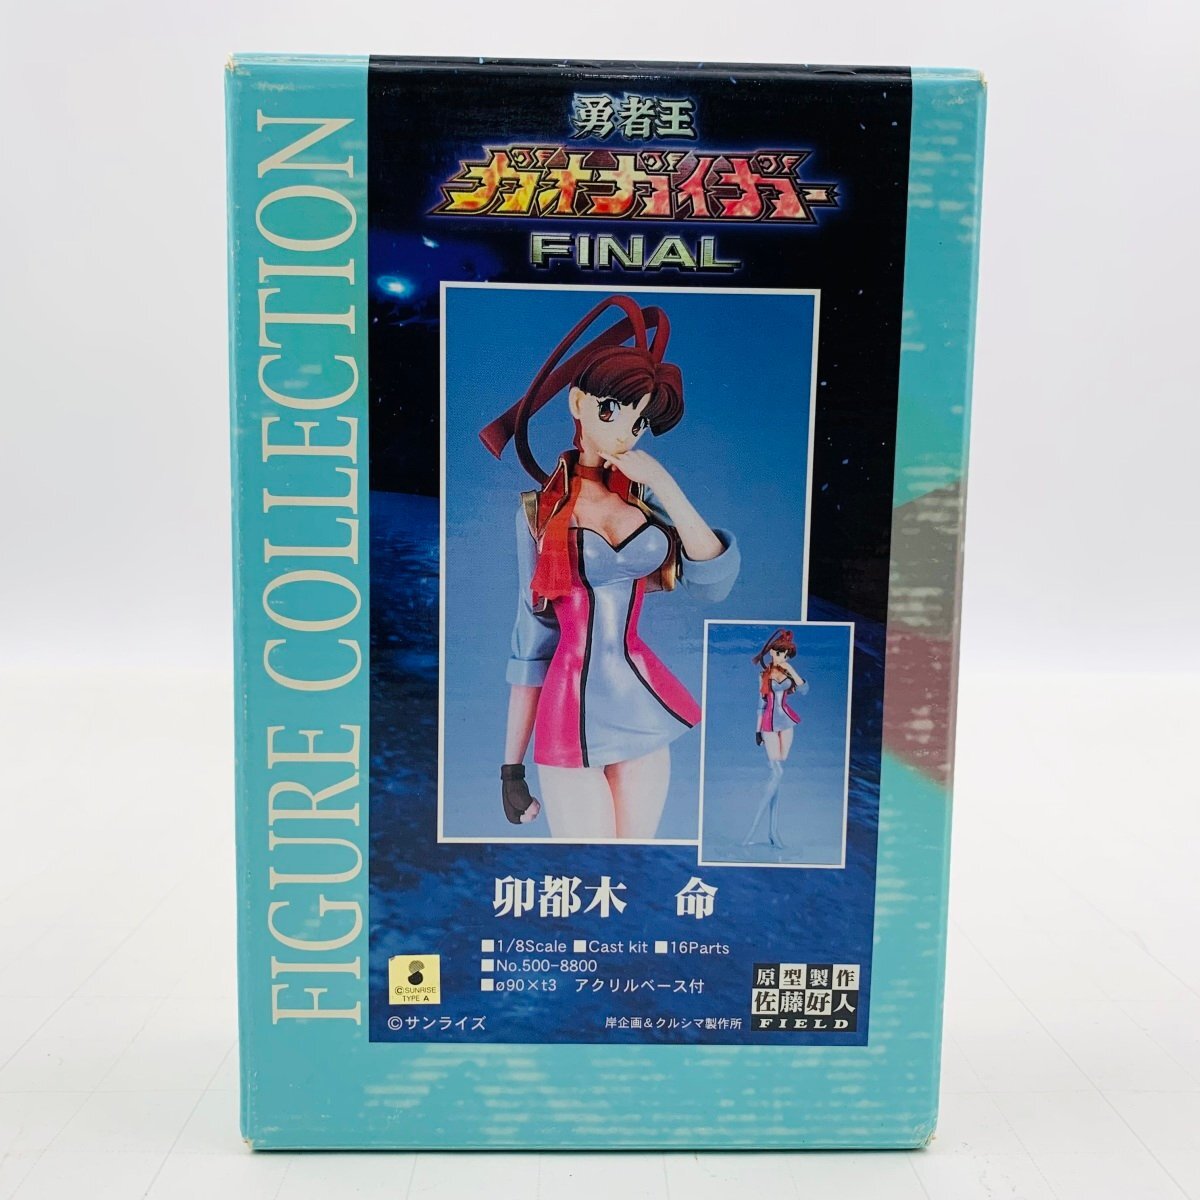 FIGURE COLLECTION
勇者王
ガオガイガー
FINAL
卯都木 命
■1/8Scale ■Cast kit ■16Parts
■No.500-8800
■ø90×t3 アクリルベース付
©SUNRISE
TYPE A
©サンライズ
岸企画&クルシマ製作所
原型製作
佐藤好人
FIELD